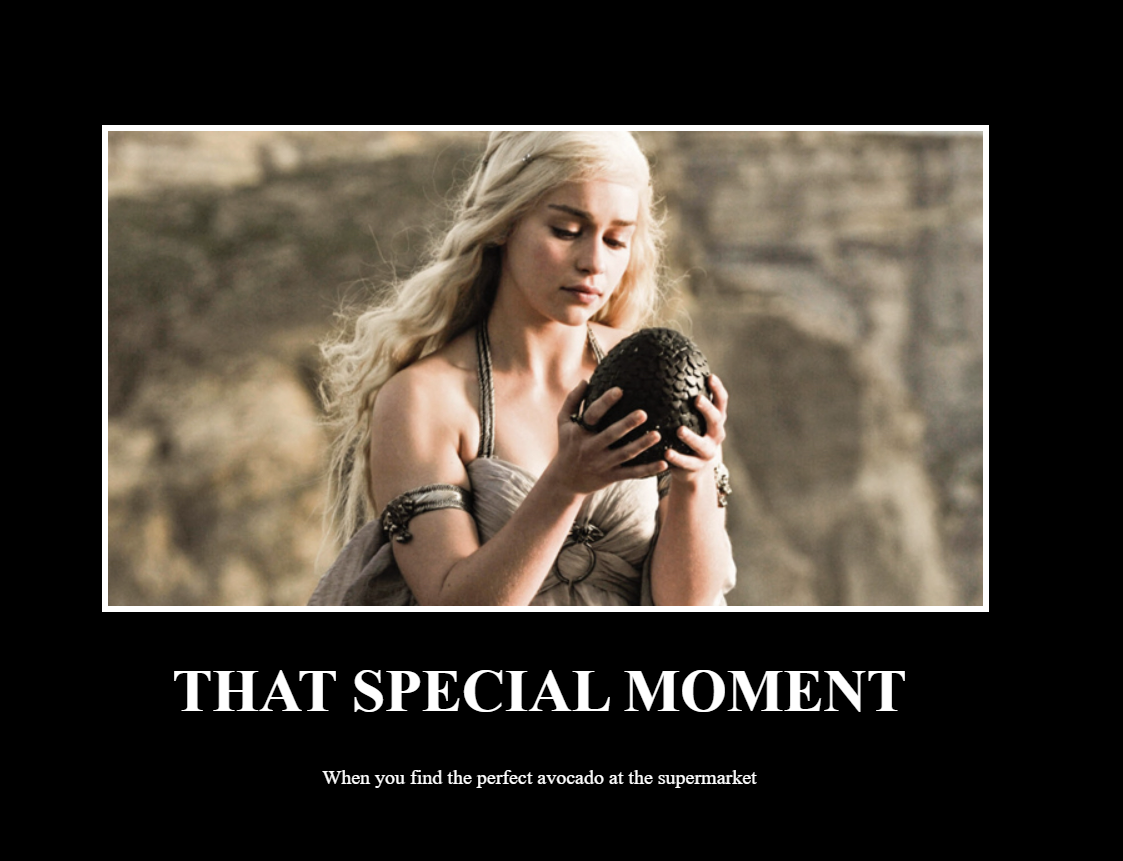 THAT SPECIAL MOMENT
When you find the perfect avocado at the supermarket